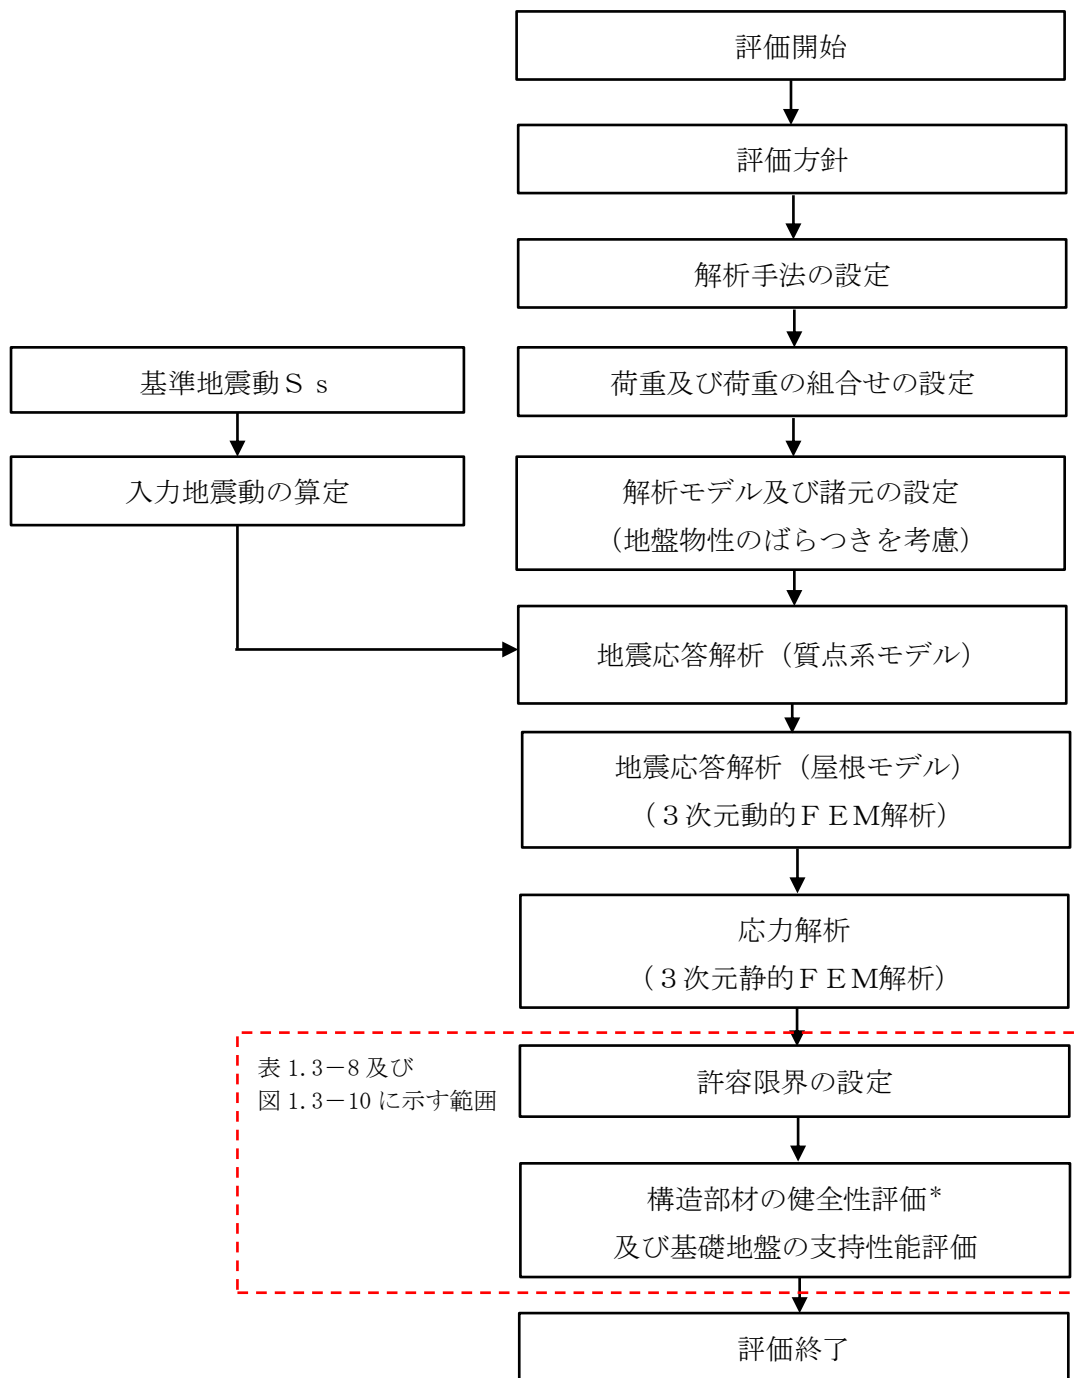 評価開始
評価方針
解析手法の設定
基準地震動Ｓｓ
荷重及び荷重の組合せの設定
入力地震動の算定
解析モデル及び諸元の設定
（地盤物性のばらつきを考慮）
地震応答解析（質点系モデル）
地震応答解析（屋根モデル）
（３次元動的ＦＥＭ解析）
応力解析
（３次元静的ＦＥＭ解析）
表 1.3－8 及び
図 1.3－10 に示す範囲
許容限界の設定
構造部材の健全性評価*
及び基礎地盤の支持性能評価
評価終了